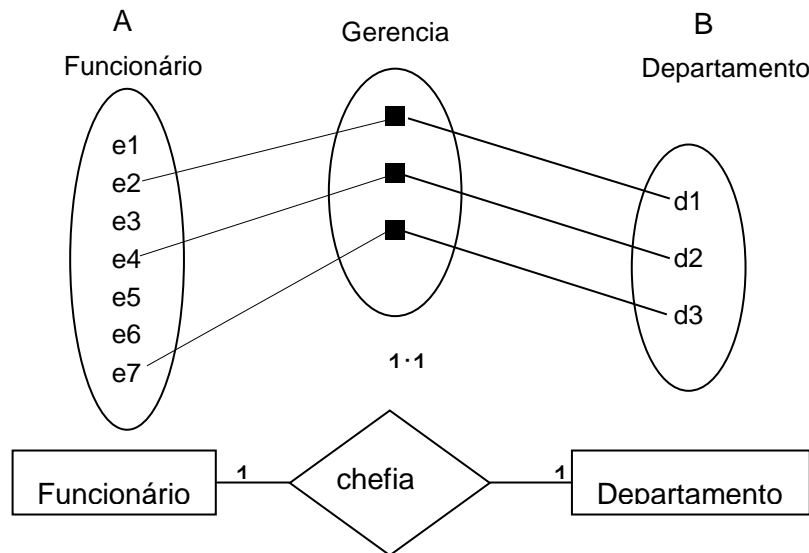 A
Gerencia
B
Funcionário
Departamento
e1
e2
e3
e4
e5
e6
e7
d1
d2
d3
1:1
Funcionário
1
chefia
1
Departamento